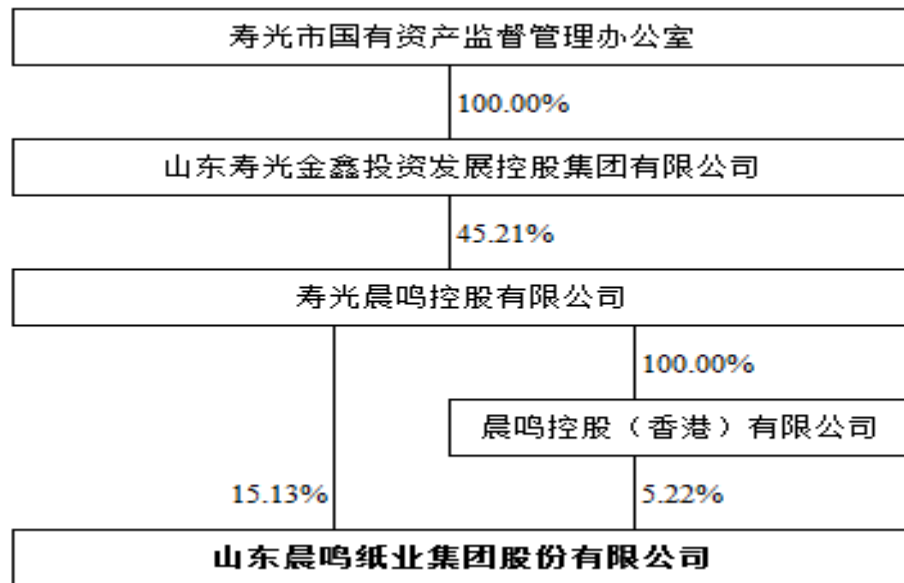 寿光市国有资产监督管理办公室
100.00%
山东寿光金鑫投资发展控股集团有限公司
45.21%
寿光晨鸣控股有限公司
100.00%
晨鸣控股（香港）有限公司
15.13%
5.22%
山东晨鸣纸业集团股份有限公司